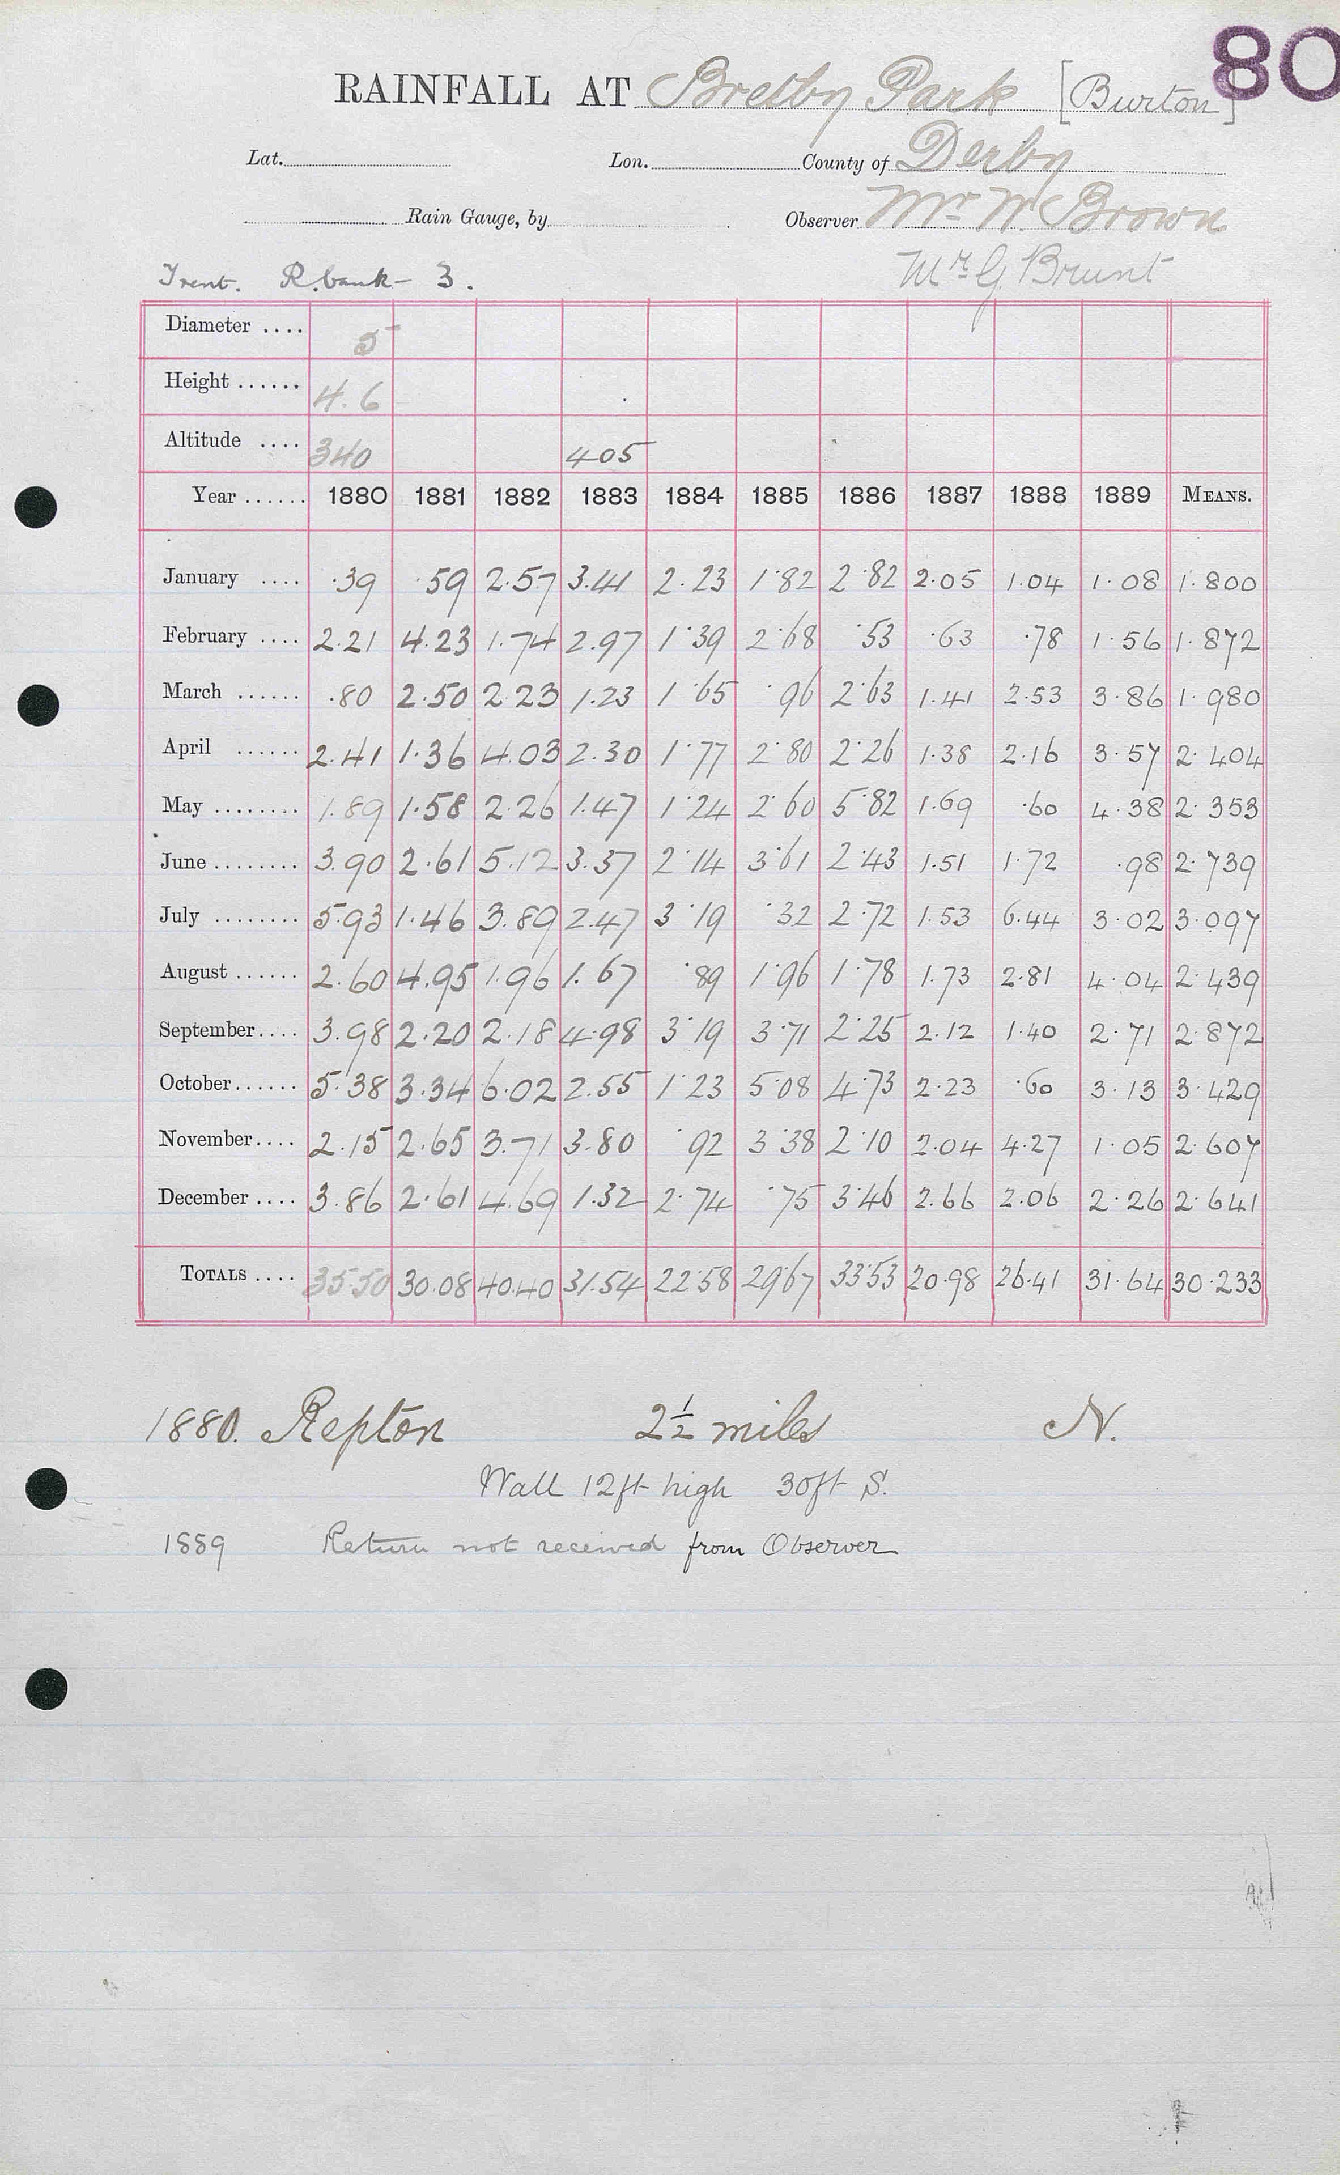 80
RAINFALL AT Bretby Park [Burton]
Lat. Lon. County of Derby
Rain Gauge, by Observer Mr W. Brown
Trent. R. bank - 3. Mr G Brunt
Diameter .... 5
Height ...... 4.6
Altitude .... 340 405
Year ...... 1880 1881 1882 1883 1884 1885 1886 1887 1888 1889 MEANS.
January .... .39 .59 2.57 3.41 2.23 1.82 2.82 2.05 1.04 1.08 1.800
February .... 2.21 4.23 1.74 2.97 1.39 2.68 .53 .63 .78 1.56 1.872
March ...... .80 2.50 2.23 1.23 1.65 .96 2.63 1.41 2.53 3.86 1.980
April ...... 2.41 1.36 4.03 2.30 1.77 2.80 2.26 1.38 2.16 3.57 2.404
May ........ 1.89 1.58 2.26 1.47 1.24 2.60 5.82 1.69 .60 4.38 2.353
June ........ 3.90 2.61 5.12 3.37 2.14 3.61 2.43 1.51 1.72 .98 2.739
July ........ 5.93 1.46 3.89 2.47 3.19 .32 2.72 1.53 6.44 3.02 3.097
August ...... 2.60 4.95 1.96 1.67 .89 1.96 1.78 1.73 2.81 4.04 2.439
September.... 3.98 2.20 2.18 4.98 3.19 3.71 2.25 2.12 1.40 2.71 2.872
October...... 5.38 3.34 6.02 2.55 1.23 5.08 4.73 2.23 .60 3.13 3.429
November.... 2.15 2.65 3.71 3.80 .92 3.38 2.10 2.04 4.27 1.05 2.607
December .... 3.86 2.61 4.69 1.32 2.74 .75 3.46 2.66 2.06 2.26 2.641
TOTALS .... 35.50 30.08 40.40 31.54 22.58 29.67 33.53 20.98 26.41 31.64 30.233
1880. Repton 2½ miles N.
Wall 12ft high 30ft S.
1889 Return not received from Observer